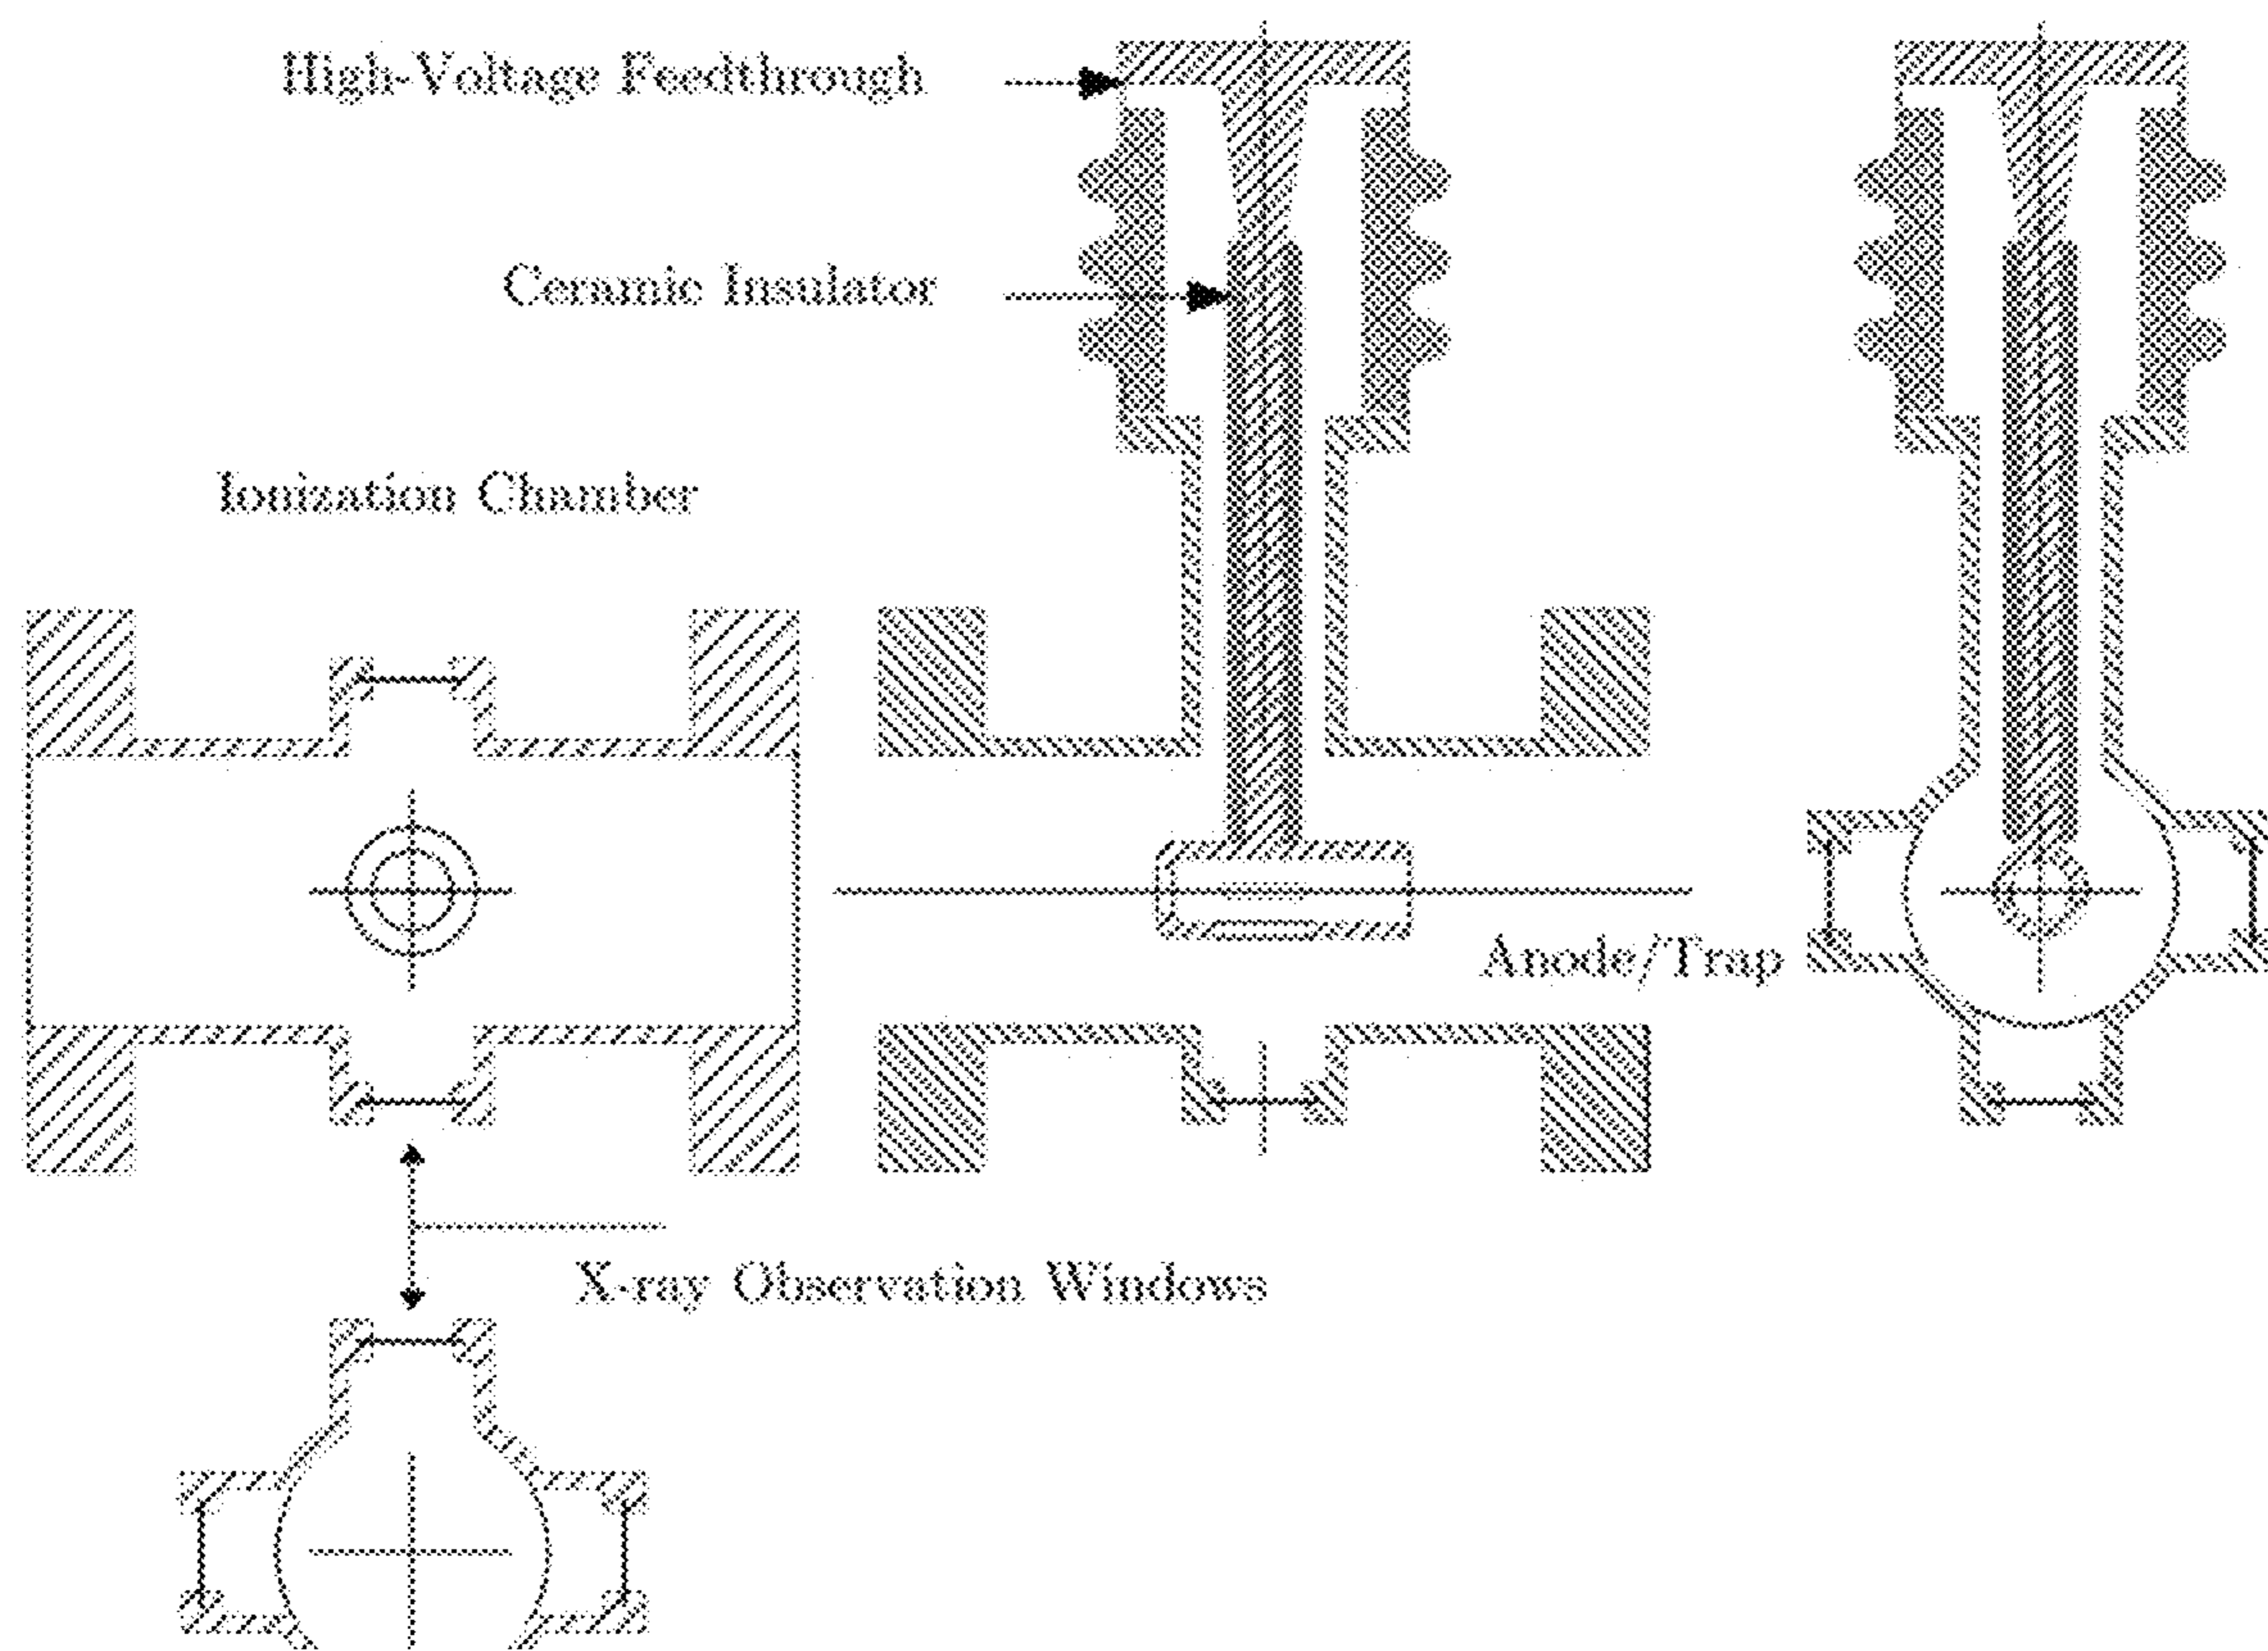 High-Voltage Feedthrough
Ceramic Insulator
Ionization Chamber
Anode/Trap
X-ray Observation Windows